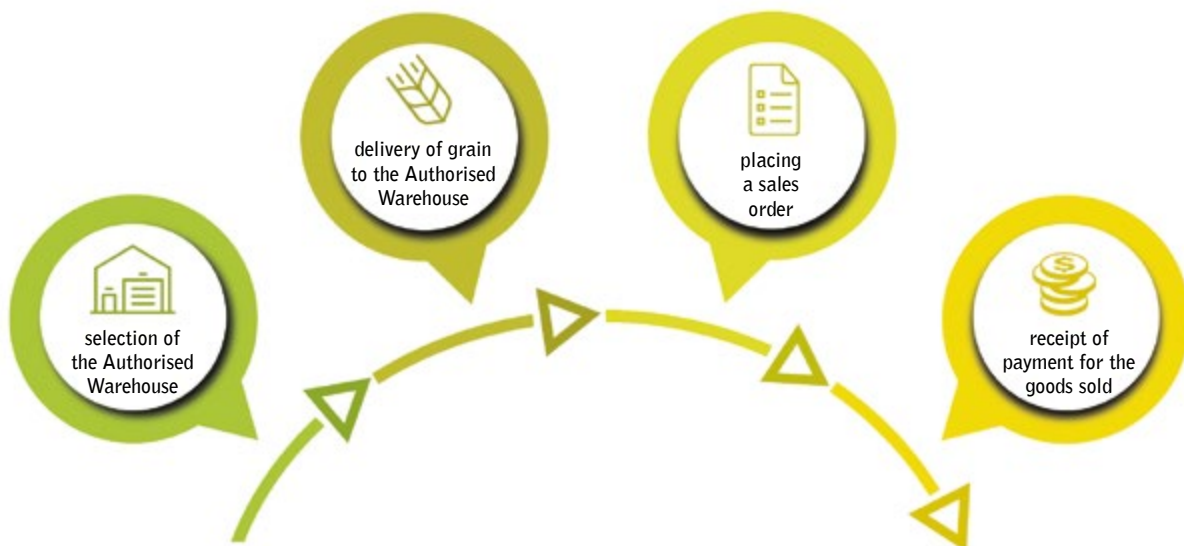 selection of
the Authorised
Warehouse
delivery of grain
to the Authorised
Warehouse
placing
a sales
order
$
receipt of
payment for the
goods sold